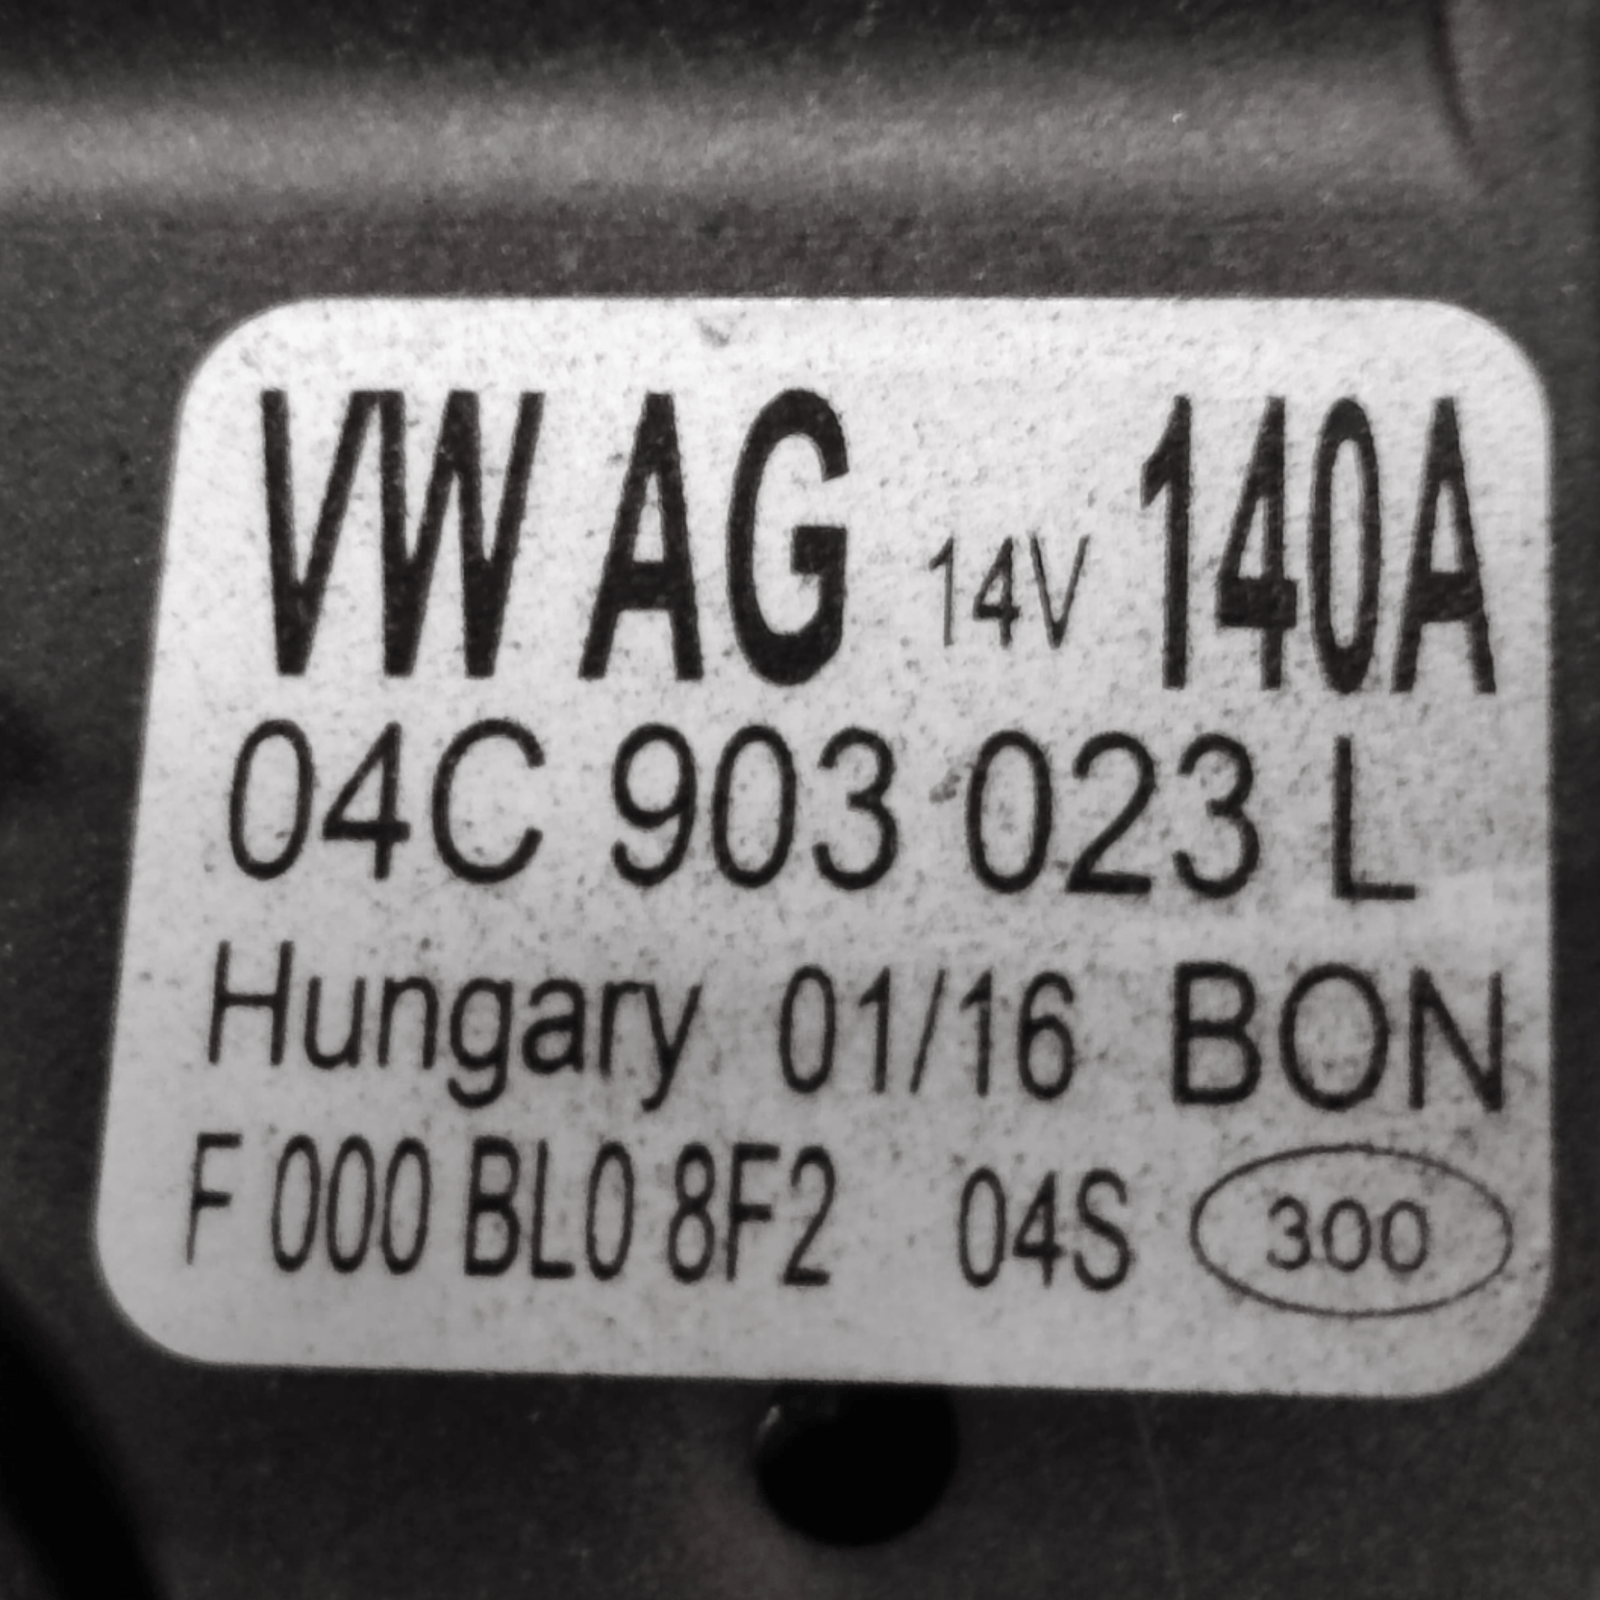 VW AG 14V 140A
04C 903 023 L
Hungary 01/16 BON
F 000 BL0 8F2 04S 300